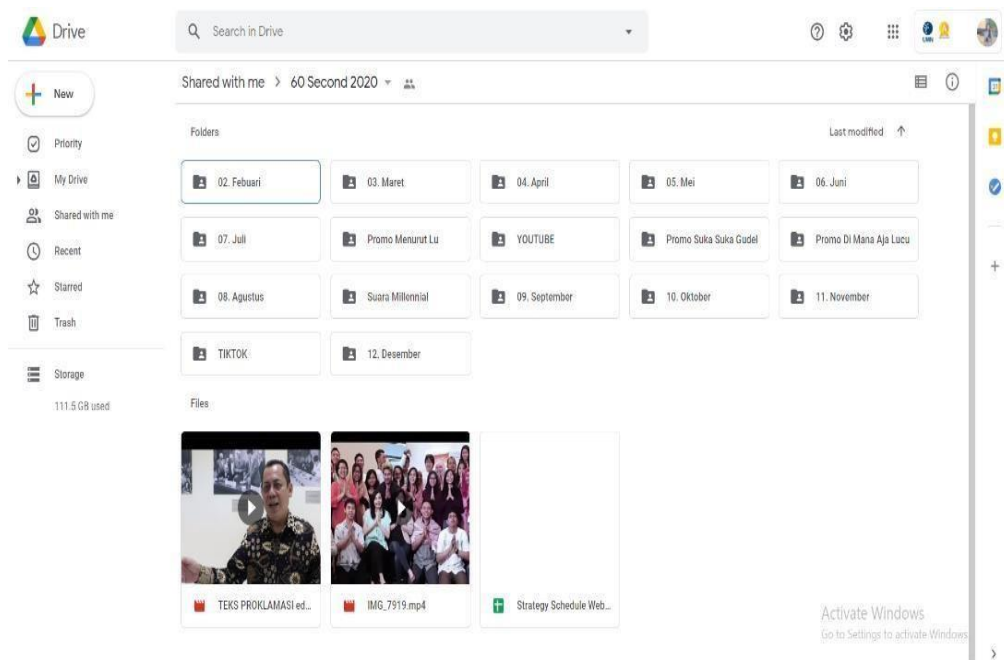 Drive
Search in Drive
UMN
New
Shared with me > 60 Second 2020
Priority
My Drive
Shared with me
Recent
Starred
Trash
Storage
111.5 GB used
Folders
Last modified
02. Febuari
03. Maret
04. April
05. Mei
06. Juni
07. Juli
Promo Menurut Lu
YOUTUBE
Promo Suka Suka Gudel
Promo Di Mana Aja Lucu
08. Agustus
Suara Millennial
09. September
10. Oktober
11. November
TIKTOK
12. Desember
Files
TEKS PROKLAMASI ed...
IMG_7919.mp4
Strategy Schedule Web...
Activate Windows
Go to Settings to activate Windows